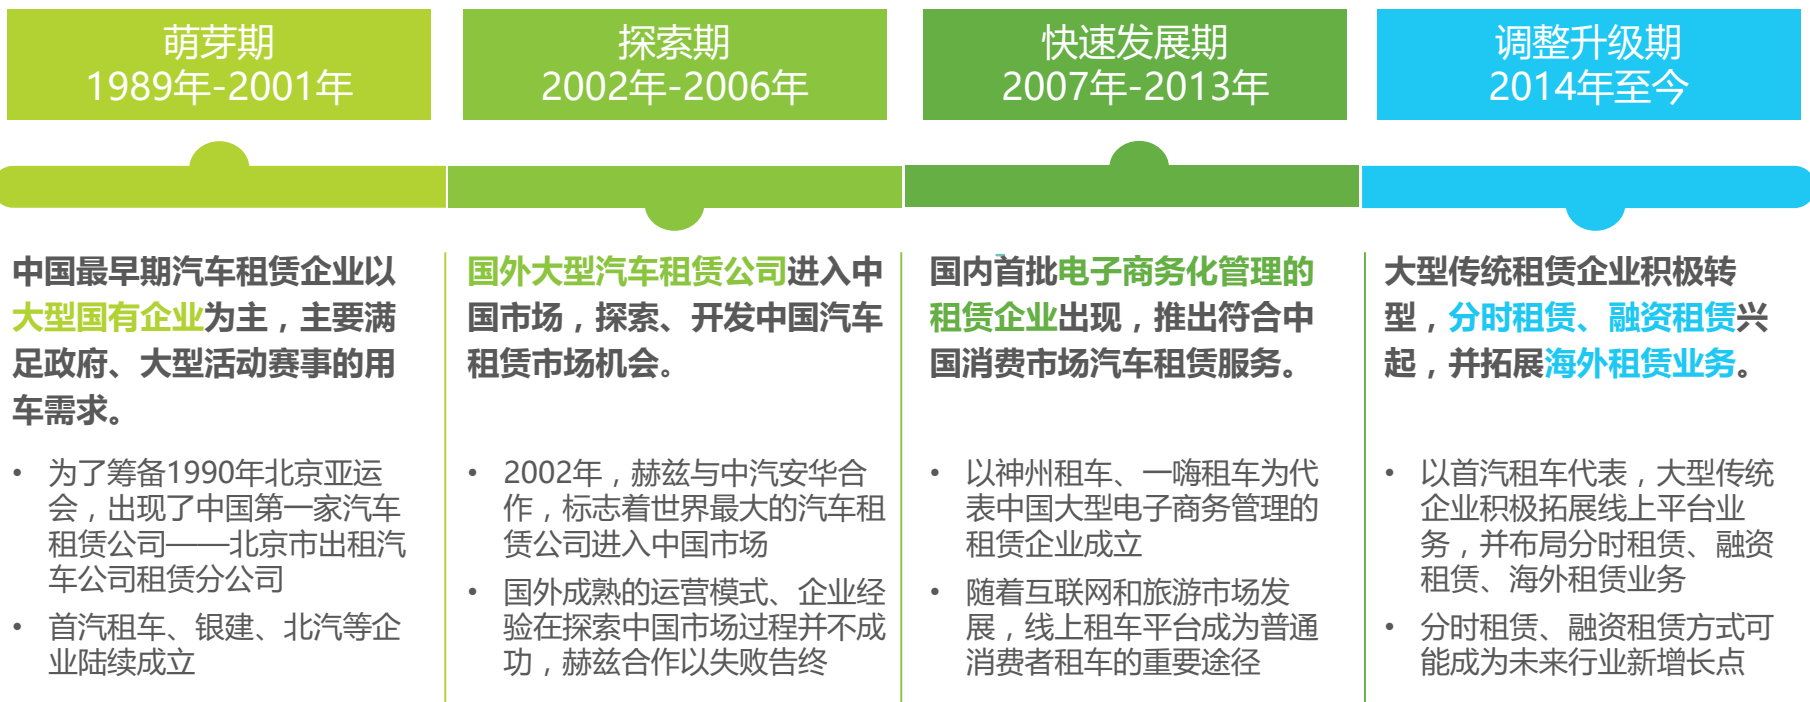 萌芽期
1989年-2001年
探索期
2002年-2006年
快速发展期
2007年-2013年
调整升级期
2014年至今
中国最早期汽车租赁企业以
大型国有企业为主，主要满
足政府、大型活动赛事的用
车需求。
• 为了筹备1990年北京亚运
会，出现了中国第一家汽车
租赁公司——北京市出租汽
车公司租赁分公司
• 首汽租车、银建、北汽等企
业陆续成立
国外大型汽车租赁公司进入中
国市场，探索、开发中国汽车
租赁市场机会。
• 2002年，赫兹与中汽安华合
作，标志着世界最大的汽车租
赁公司进入中国市场
• 国外成熟的运营模式、企业经
验在探索中国市场过程并不成
功，赫兹合作以失败告终
国内首批电子商务化管理的
租赁企业出现，推出符合中
国消费市场汽车租赁服务。
• 以神州租车、一嗨租车为代
表中国大型电子商务管理的
租赁企业成立
• 随着互联网和旅游市场发
展，线上租车平台成为普通
消费者租车的重要途径
大型传统租赁企业积极转
型，分时租赁、融资租赁兴
起，并拓展海外租赁业务。
• 以首汽租车代表，大型传统
企业积极拓展线上平台业
务，并布局分时租赁、融资
租赁、海外租赁业务
• 分时租赁、融资租赁方式可
能成为未来行业新增长点